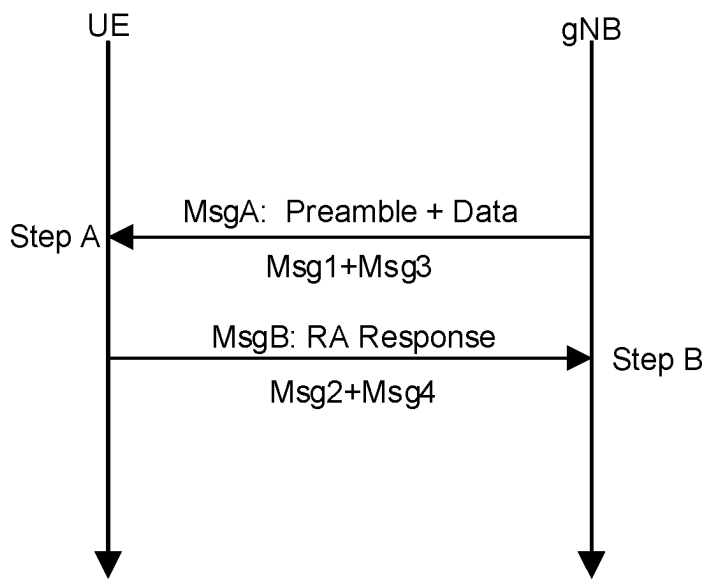 UE
gNB
MsgA: Preamble + Data
Step A
Msg1+Msg3
MsgB: RA Response
Step B
Msg2+Msg4